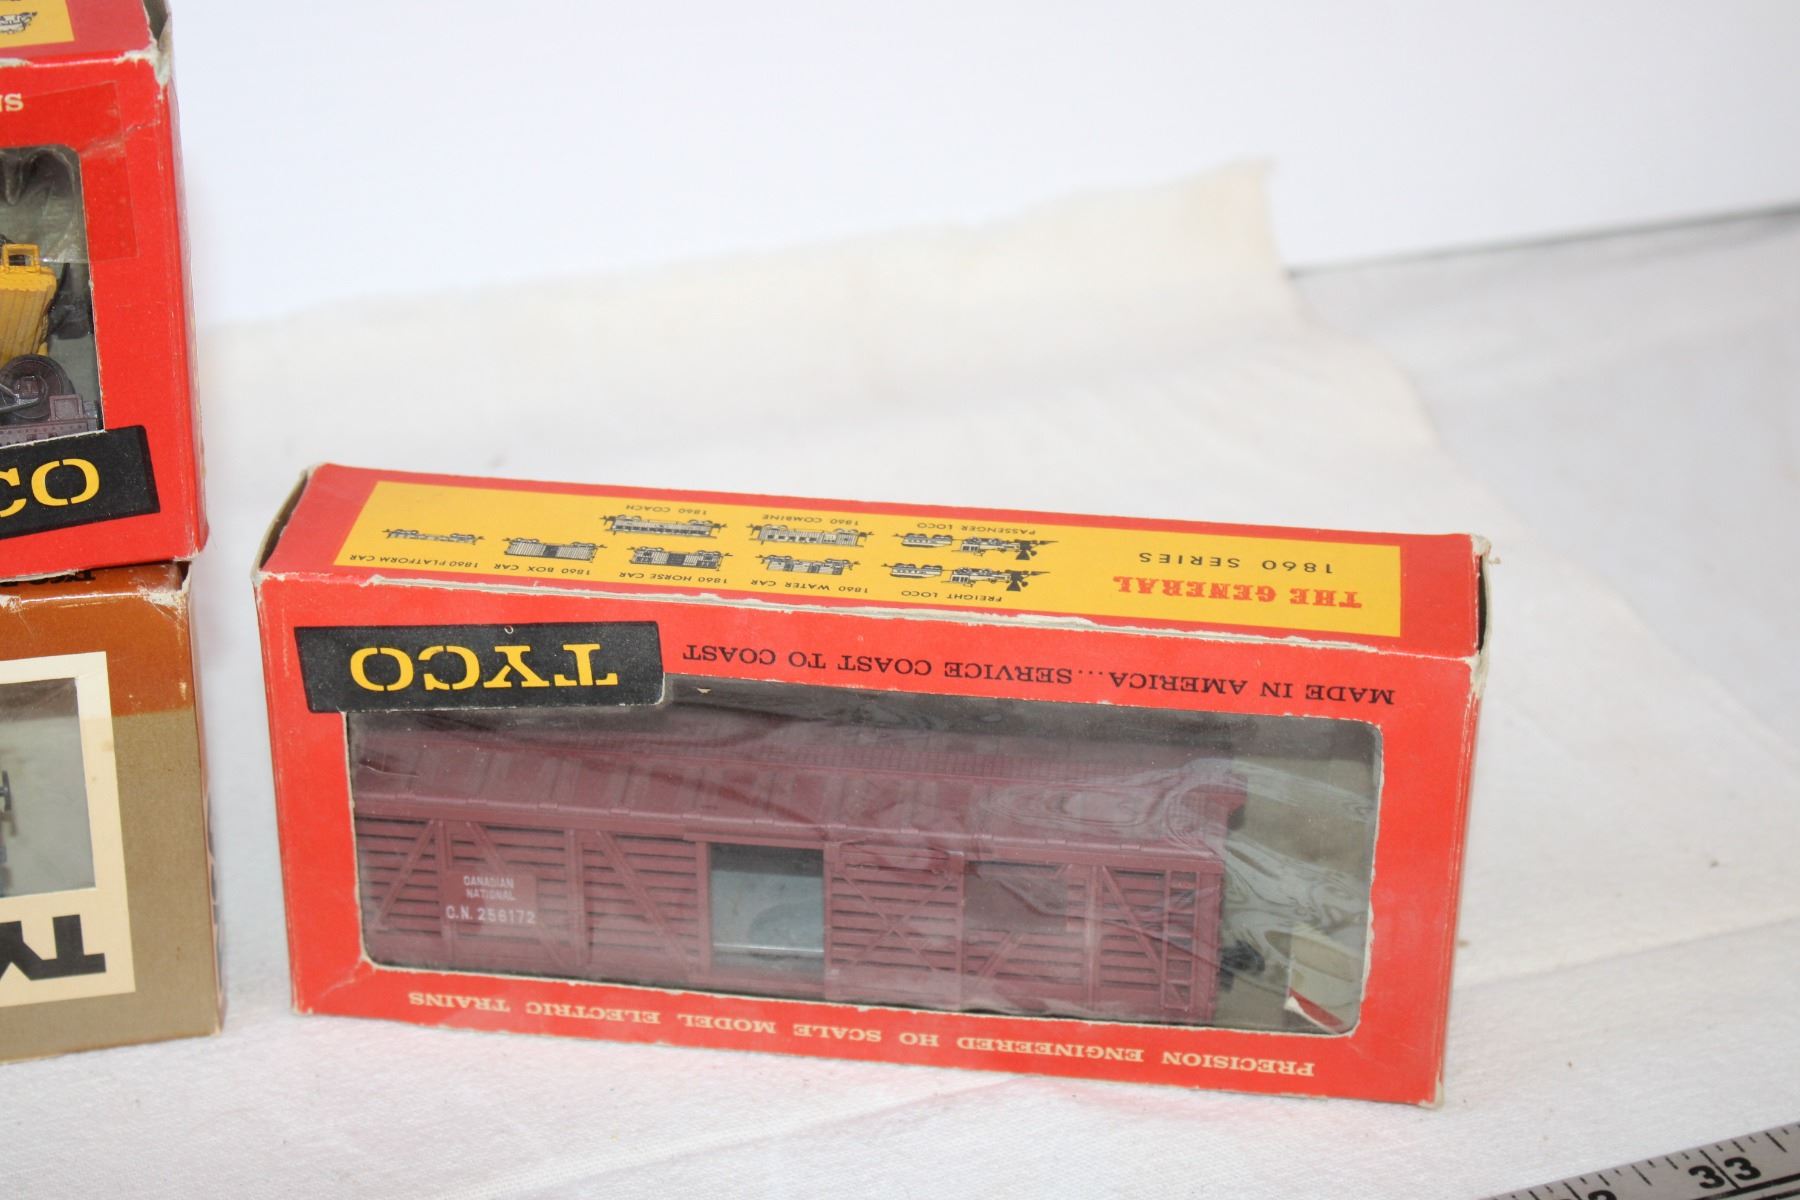 THE GENERAL
1860 SERIES
FREIGHT LOCO
1860 WATER CAR
1860 HORSE CAR
1860 BOX CAR
1860 PLATFORM CAR
PASSENGER LOCO
1860 COMBINE
1860 COACH
MADE IN AMERICA...SERVICE COAST TO COAST
TYCO
CANADIAN
NATIONAL
C.N. 256172
PRECISION ENGINEERED HO SCALE MODEL ELECTRIC TRAINS
NS
CO
TY
33